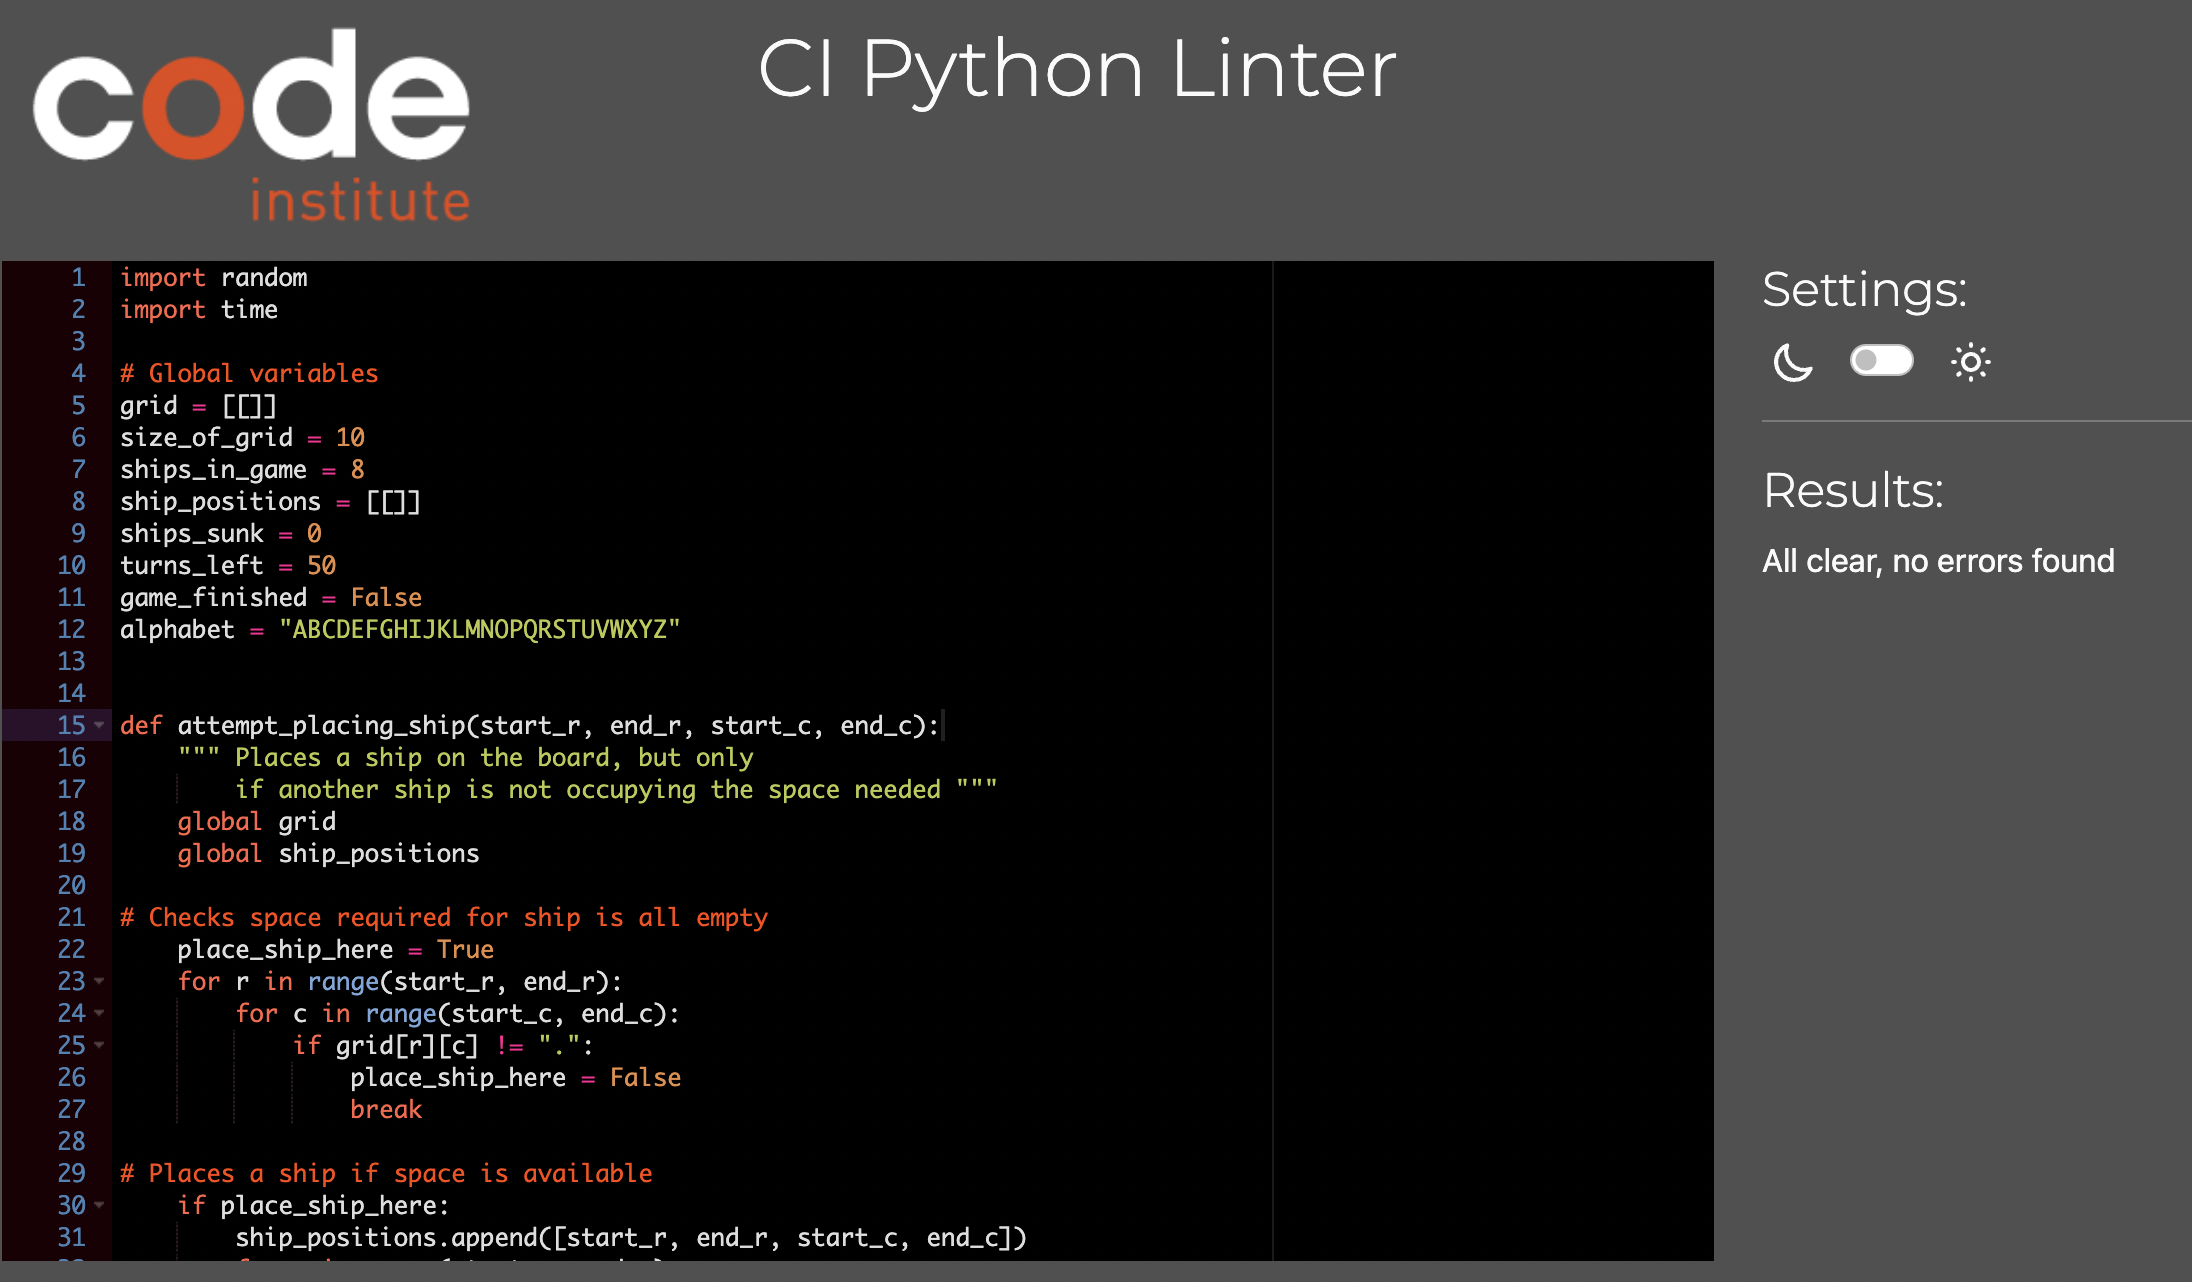 code
institute
CI Python Linter
1 import random
2 import time
3
4 # Global variables
5 grid = [[]]
6 size_of_grid = 10
7 ships_in_game = 8
8 ship_positions = [[]]
9 ships_sunk = 0
10 turns_left = 50
11 game_finished = False
12 alphabet = "ABCDEFGHIJKLMNOPQRSTUVWXYZ"
13
14
15 def attempt_placing_ship(start_r, end_r, start_c, end_c):
16     """ Places a ship on the board, but only
17         if another ship is not occupying the space needed """
18     global grid
19     global ship_positions
20
21 # Checks space required for ship is all empty
22     place_ship_here = True
23     for r in range(start_r, end_r):
24         for c in range(start_c, end_c):
25             if grid[r][c] != ".":
26                 place_ship_here = False
27                 break
28
29 # Places a ship if space is available
30     if place_ship_here:
31         ship_positions.append([start_r, end_r, start_c, end_c])
Settings:
Results:
All clear, no errors found